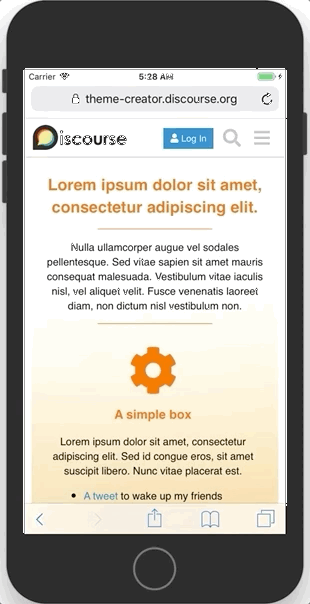 Carrier 5:28 AM
theme-creator.discourse.org
Discourse Log In
Lorem ipsum dolor sit amet,
consectetur adipiscing elit.
Nulla ullamcorper augue vel sodales
pellentesque. Sed vitae sapien sit amet mauris
consequat malesuada. Vestibulum vitae iaculis
nisl, vel aliquet velit. Fusce venenatis laoreet
diam, non dictum nisl vestibulum non.
A simple box
Lorem ipsum dolor sit amet, consectetur
adipiscing elit. Sed id congue eros, sit amet
suscipit libero. Nunc vitae placerat est.
• A tweet to wake up my friends